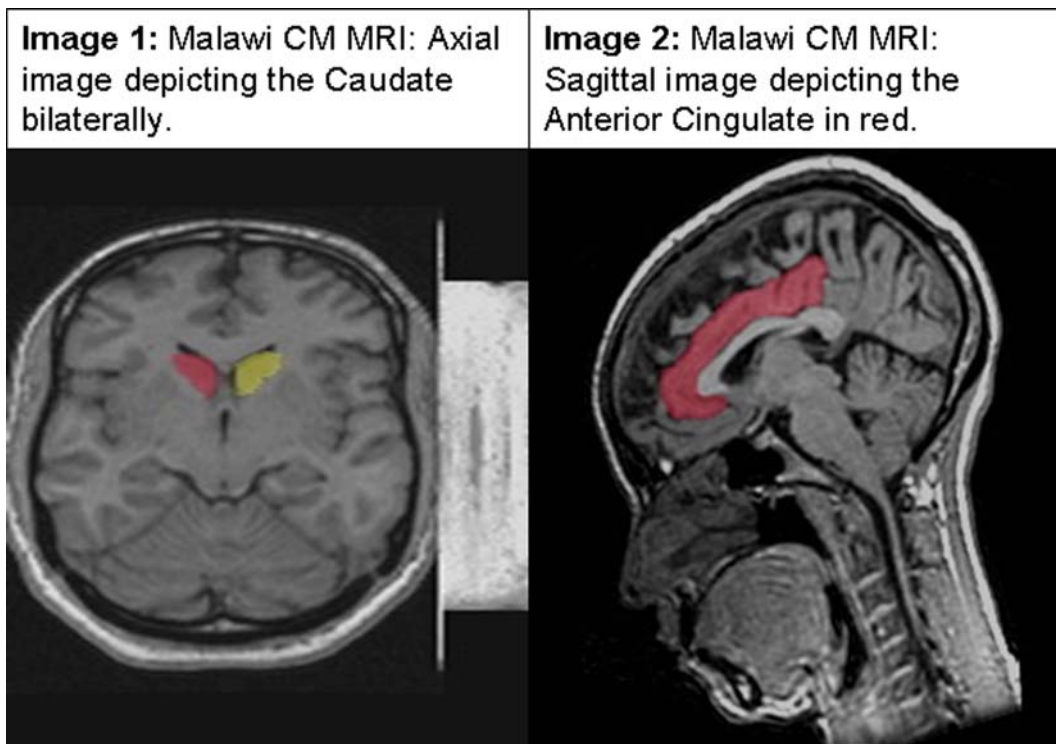 Image 1: Malawi CM MRI: Axial
image depicting the Caudate
bilaterally.
Image 2: Malawi CM MRI:
Sagittal image depicting the
Anterior Cingulate in red.